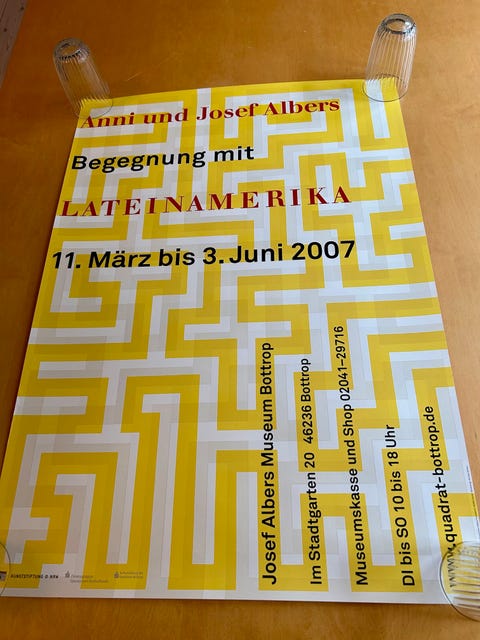 Anni und Josef Albers
Begegnung mit
LATEINAMERIKA
11. März bis 3. Juni 2007
Josef Albers Museum Bottrop
Im Stadtgarten 20 46236 Bottrop
Museumskasse und Shop 02041–29716
DI bis SO 10 bis 18 Uhr
www.quadrat-bottrop.de
KUNSTSTIFTUNG NRW